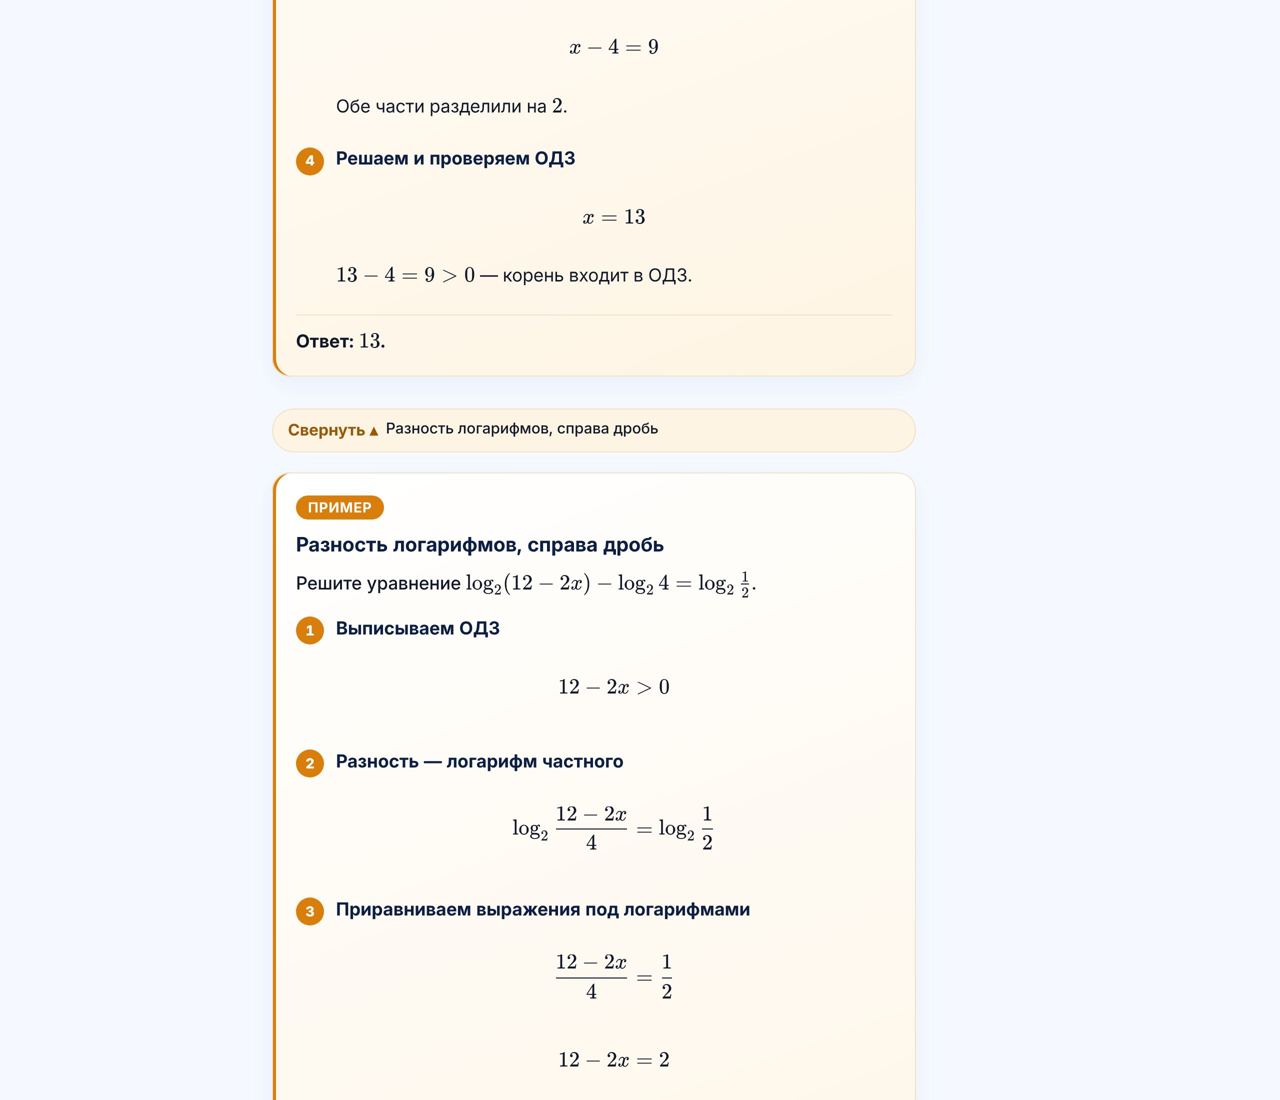 x − 4 = 9
Обе части разделили на 2.
4 Решаем и проверяем ОДЗ
x = 13
13 − 4 = 9 > 0 — корень входит в ОДЗ.
Ответ: 13.
Свернуть ▲ Разность логарифмов, справа дробь
ПРИМЕР
Разность логарифмов, справа дробь
Решите уравнение log₂(12 − 2x) − log₂ 4 = log₂ 1/2.
1 Выписываем ОДЗ
12 − 2x > 0
2 Разность — логарифм частного
log₂ (12 − 2x)/4 = log₂ 1/2
3 Приравниваем выражения под логарифмами
(12 − 2x)/4 = 1/2
12 − 2x = 2